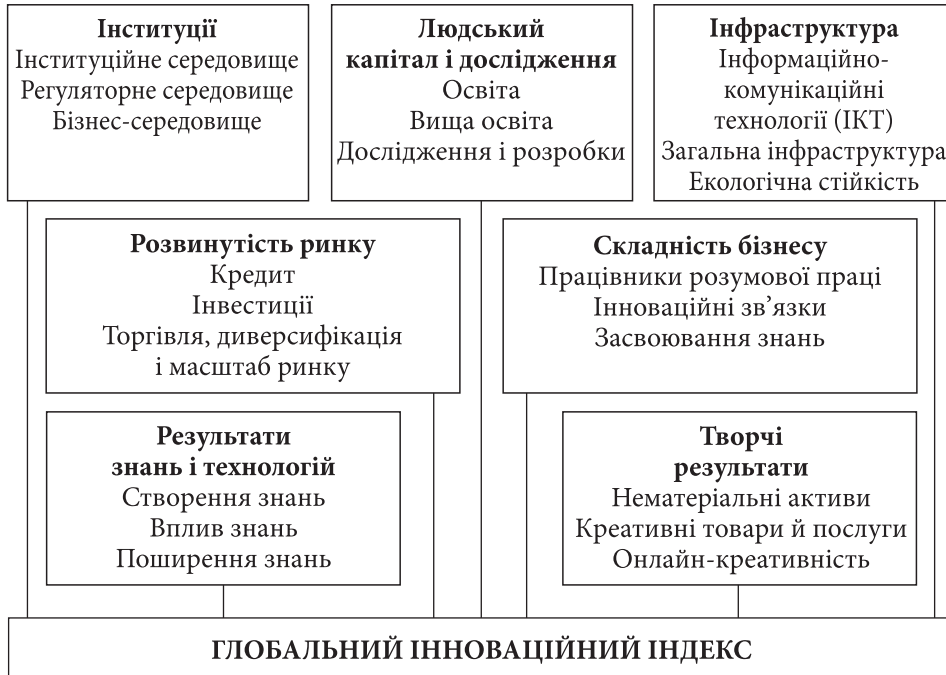 Інституції
Інституційне середовище
Регуляторне середовище
Бізнес-середовище
Людський
капітал і дослідження
Освіта
Вища освіта
Дослідження і розробки
Інфраструктура
Інформаційно-
комунікаційні
технології (ІКТ)
Загальна інфраструктура
Екологічна стійкість
Розвинутість ринку
Кредит
Інвестиції
Торгівля, диверсифікація
і масштаб ринку
Складність бізнесу
Працівники розумової праці
Інноваційні зв’язки
Засвоювання знань
Результати
знань і технологій
Створення знань
Вплив знань
Поширення знань
Творчі
результати
Нематеріальні активи
Креативні товари й послуги
Онлайн-креативність
ГЛОБАЛЬНИЙ ІННОВАЦІЙНИЙ ІНДЕКС